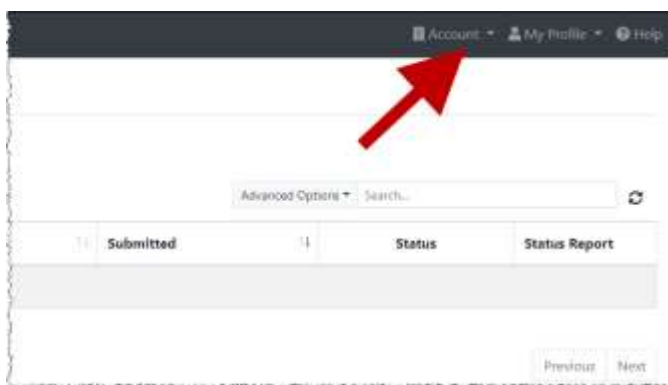 Account My Profile Help
Advanced Options Search...
Submitted Status Status Report
Previous Next